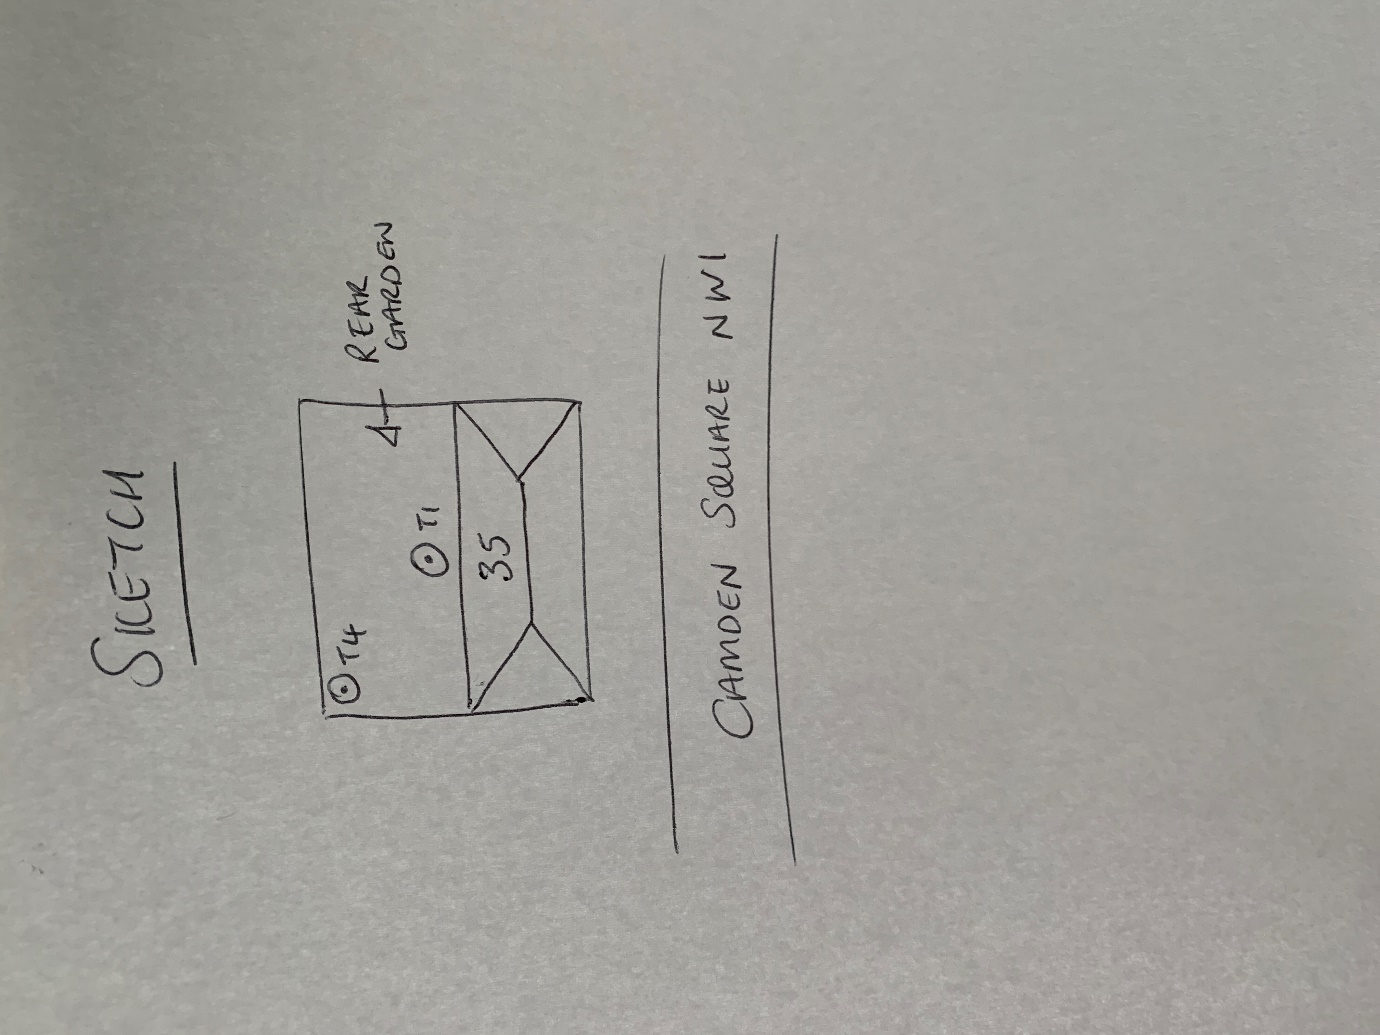 SKETCH
REAR
GARDEN
T4
T1
35
CAMDEN SQUARE NW1